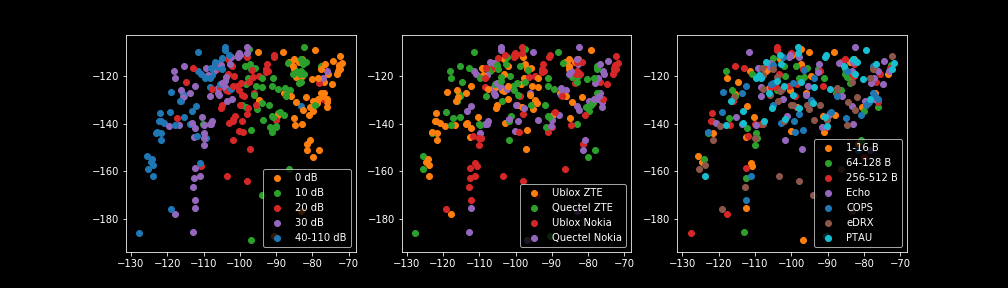 −120
−140
−160
−180
−130 −120 −110 −100 −90 −80 −70
0 dB
10 dB
20 dB
30 dB
40-110 dB
−120
−140
−160
−180
−130 −120 −110 −100 −90 −80 −70
Ublox ZTE
Quectel ZTE
Ublox Nokia
Quectel Nokia
−120
−140
−160
−180
−130 −120 −110 −100 −90 −80 −70
1-16 B
64-128 B
256-512 B
Echo
COPS
eDRX
PTAU